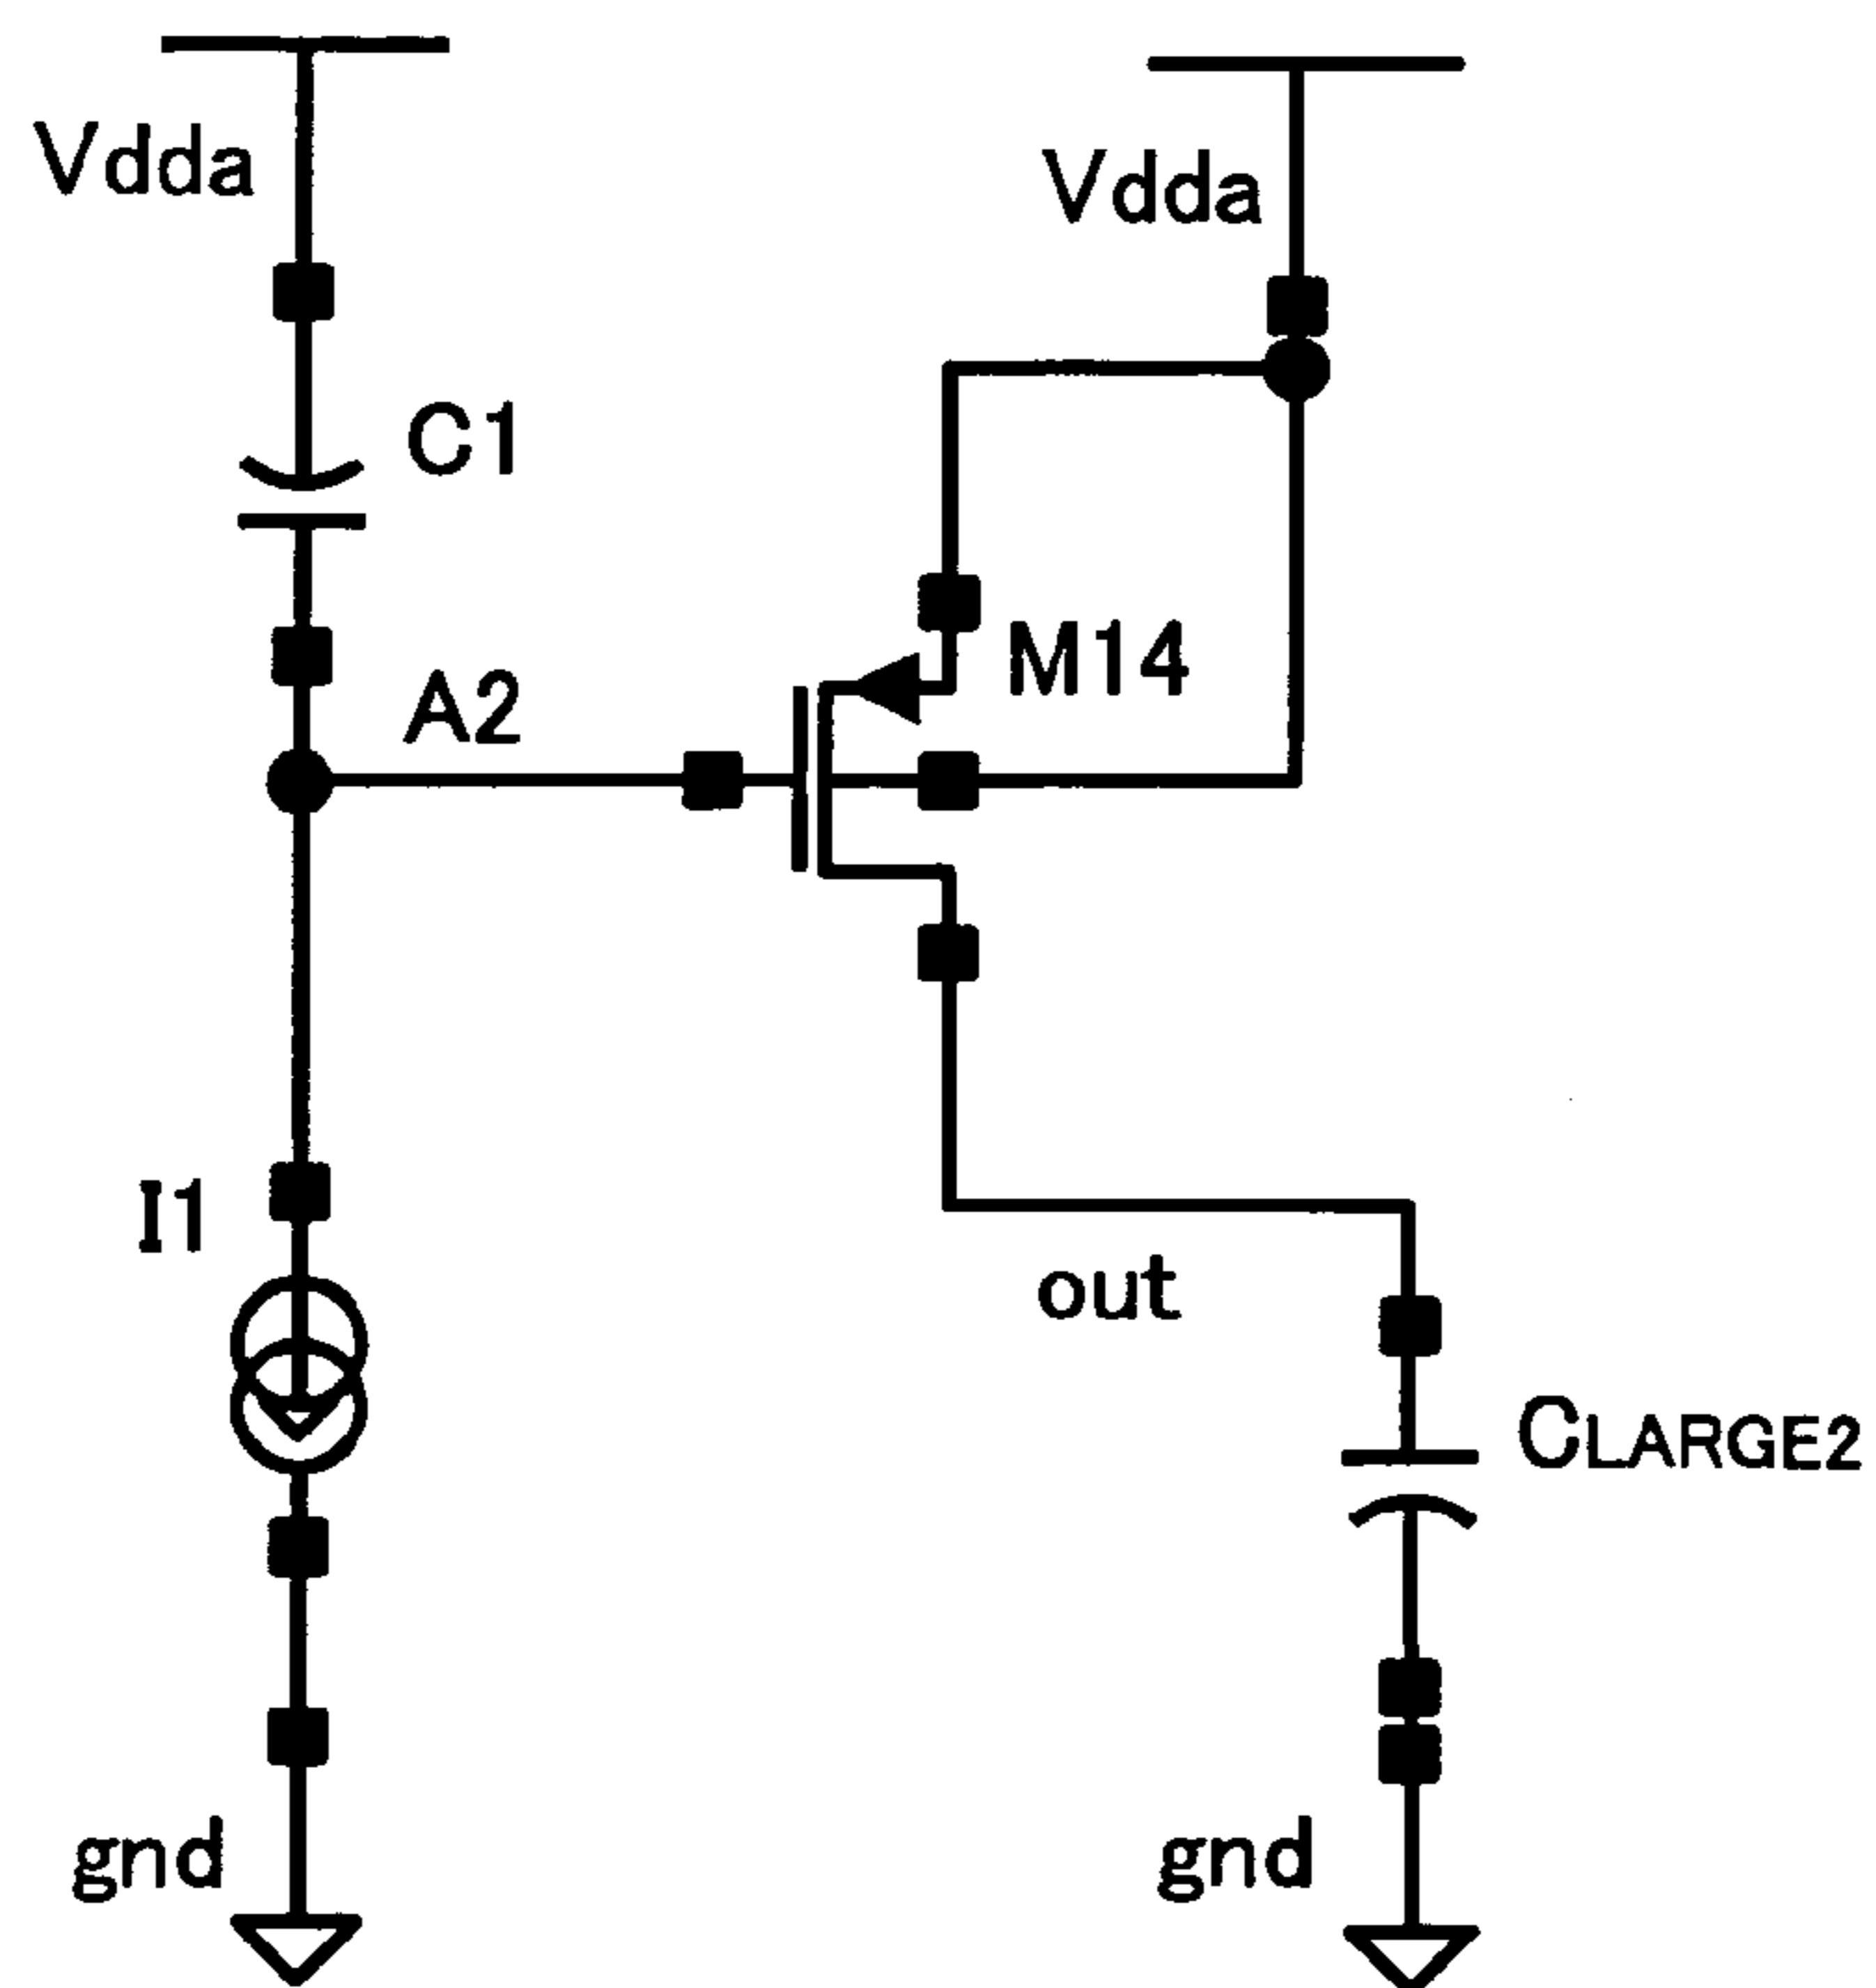 Vdda
Vdda
C1
M14
A2
I1
out
CLARGE2
gnd
gnd